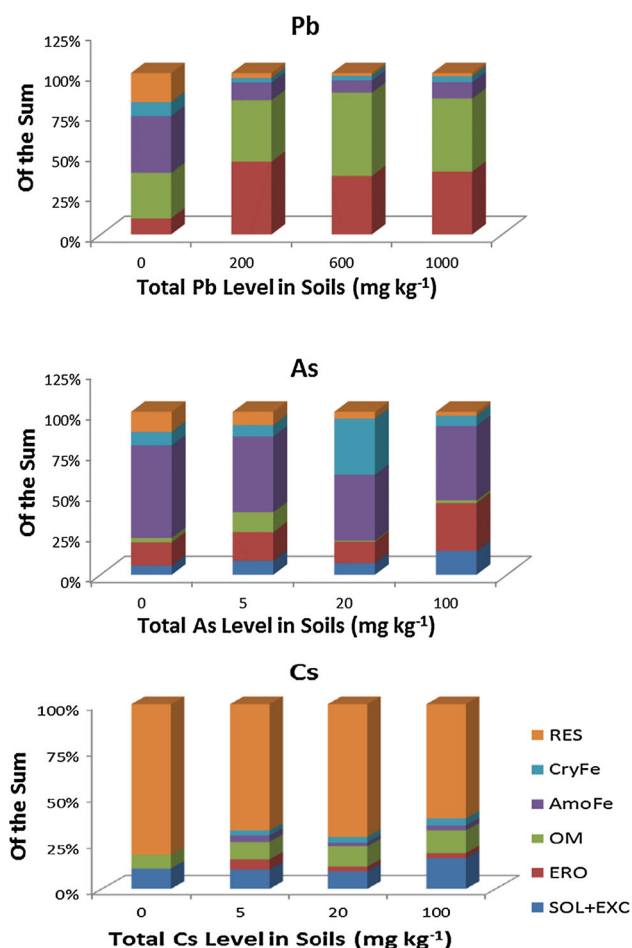 Pb
125%
100%
75%
50%
25%
0%
Of the Sum
0 200 600 1000
Total Pb Level in Soils (mg kg⁻¹)
As
125%
100%
75%
50%
25%
0%
Of the Sum
0 5 20 100
Total As Level in Soils (mg kg⁻¹)
Cs
100%
75%
50%
25%
0%
Of the Sum
0 5 20 100
Total Cs Level in Soils (mg kg⁻¹)
RES
CryFe
AmoFe
OM
ERO
SOL+EXC